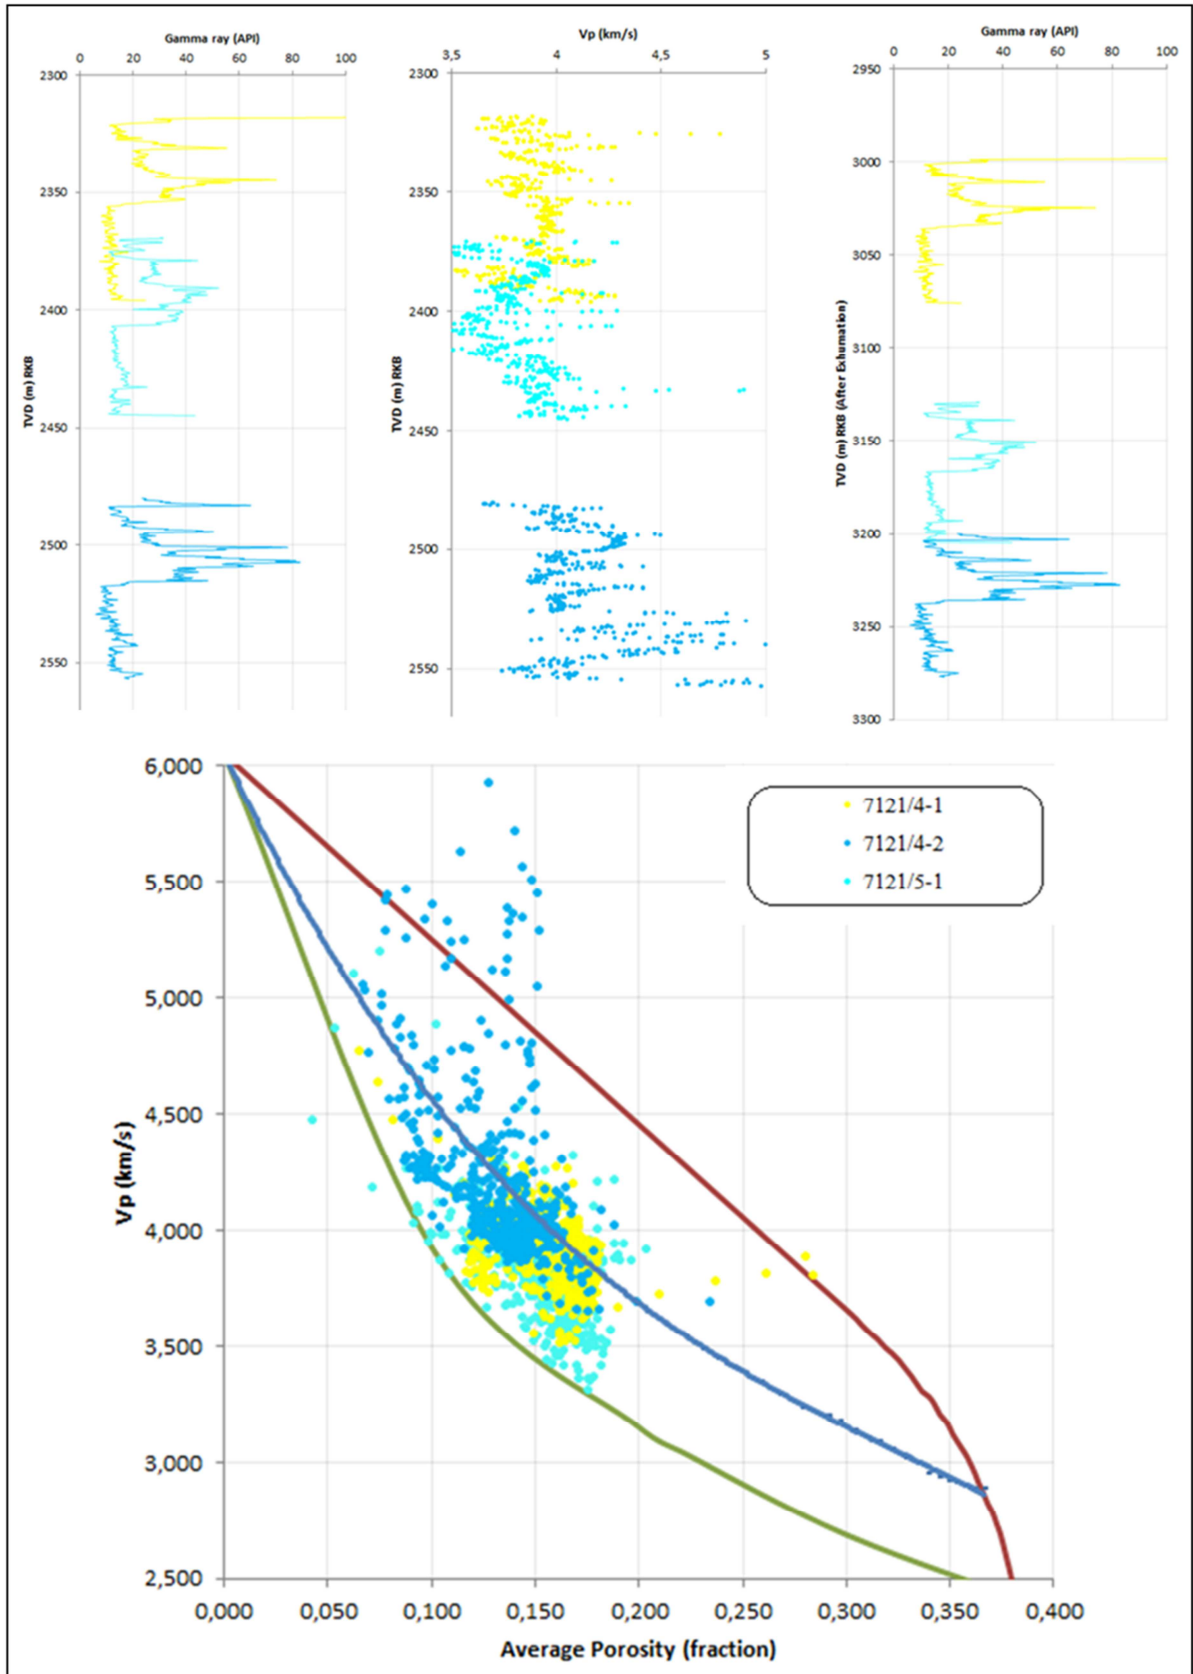 Gamma ray (API)
0 20 40 60 80 100
2300
2350
2400
2450
2500
2550
TVD (m) RKB
Vp (km/s)
3,5 4 4,5 5
2300
2350
2400
2450
2500
2550
TVD (m) RKB
Gamma ray (API)
0 20 40 60 80 100
2950
3000
3050
3100
3150
3200
3250
3300
TVD (m) RKB (After Exhumation)
6,000
5,500
5,000
4,500
4,000
3,500
3,000
2,500
Vp (km/s)
7121/4-1
7121/4-2
7121/5-1
0,000 0,050 0,100 0,150 0,200 0,250 0,300 0,350 0,400
Average Porosity (fraction)